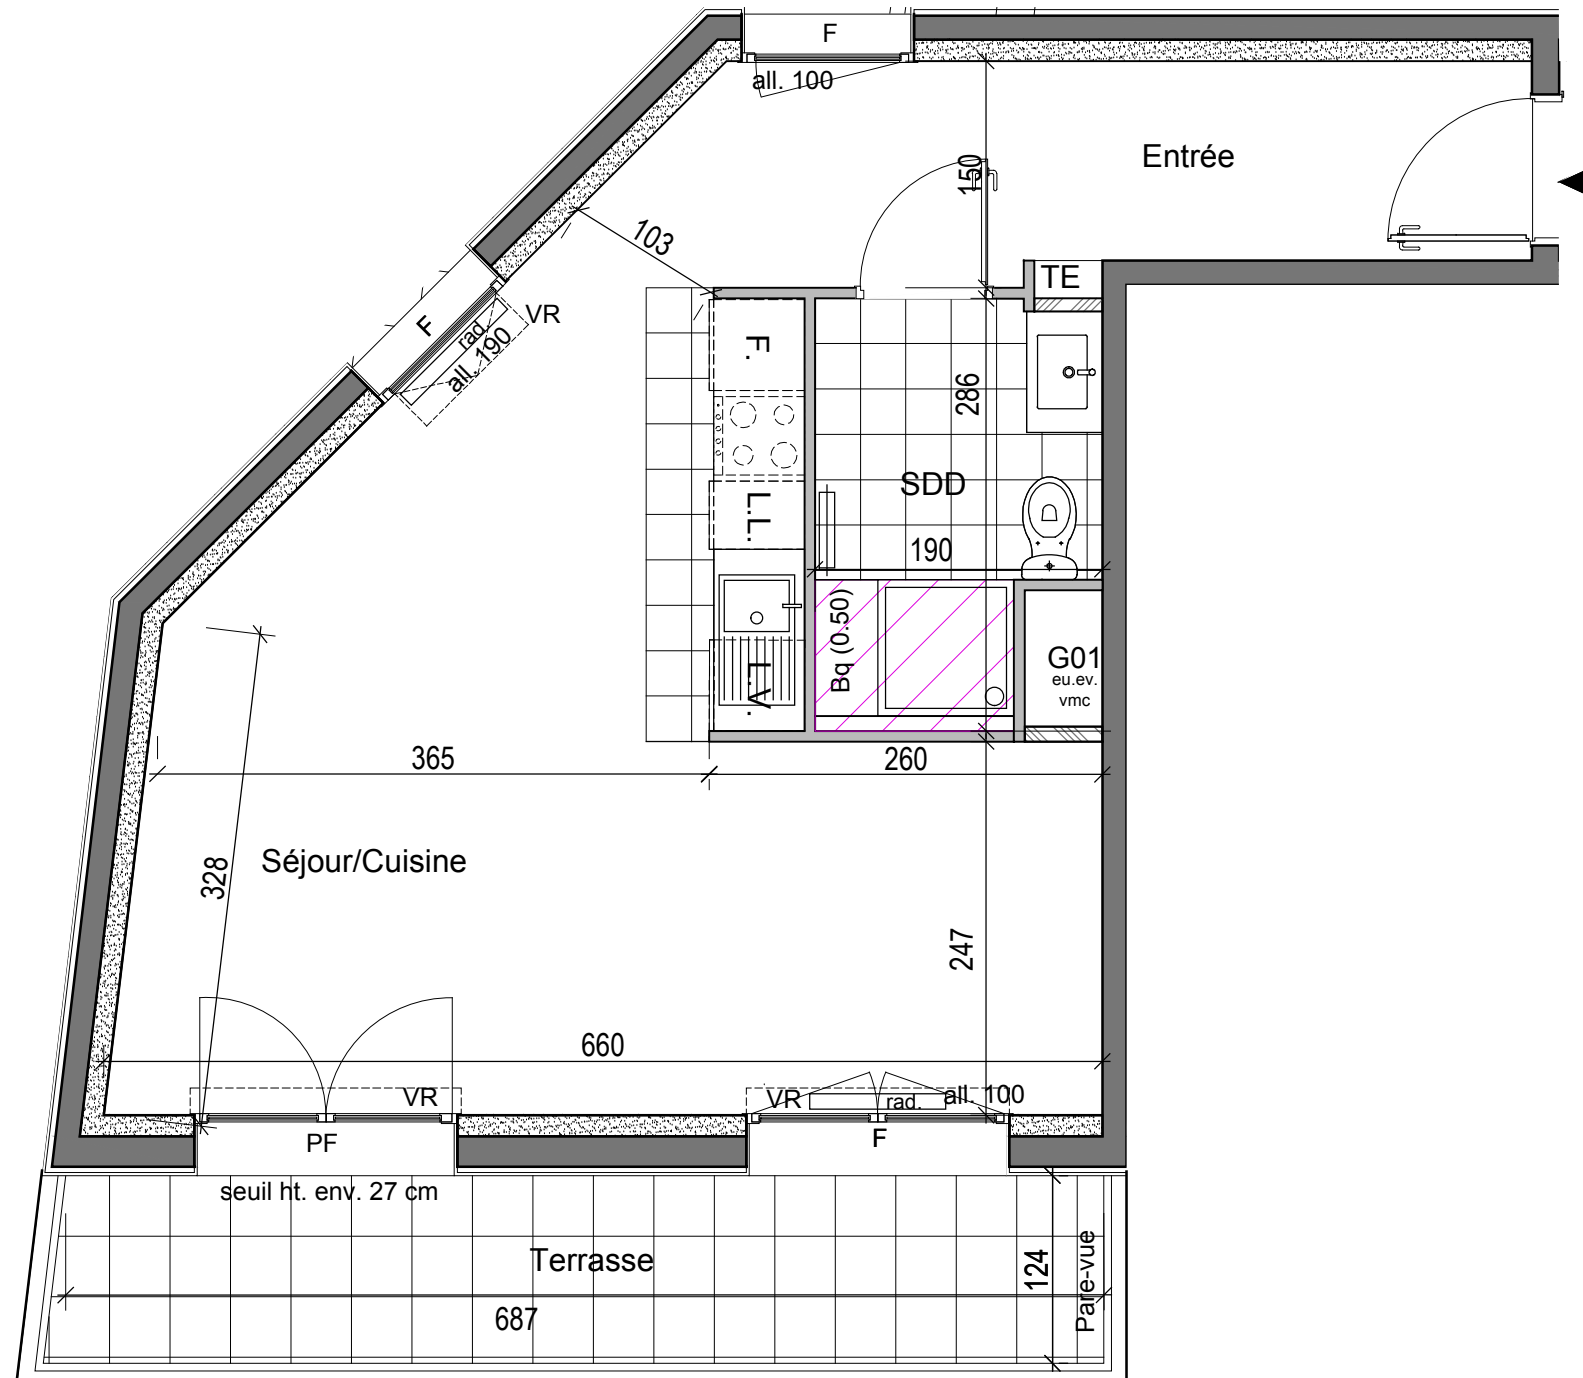 F
all. 100
Entrée
150
103
TE
F
rad.
all. 190
VR
F.
286
SDD
190
L.L.
Bq (0.50)
L.V.
G01
eu.ev.
vmc
365
260
Séjour/Cuisine
328
247
660
VR
VR
rad.
all. 100
PF
F
seuil ht. env. 27 cm
Terrasse
687
124
Pare-vue